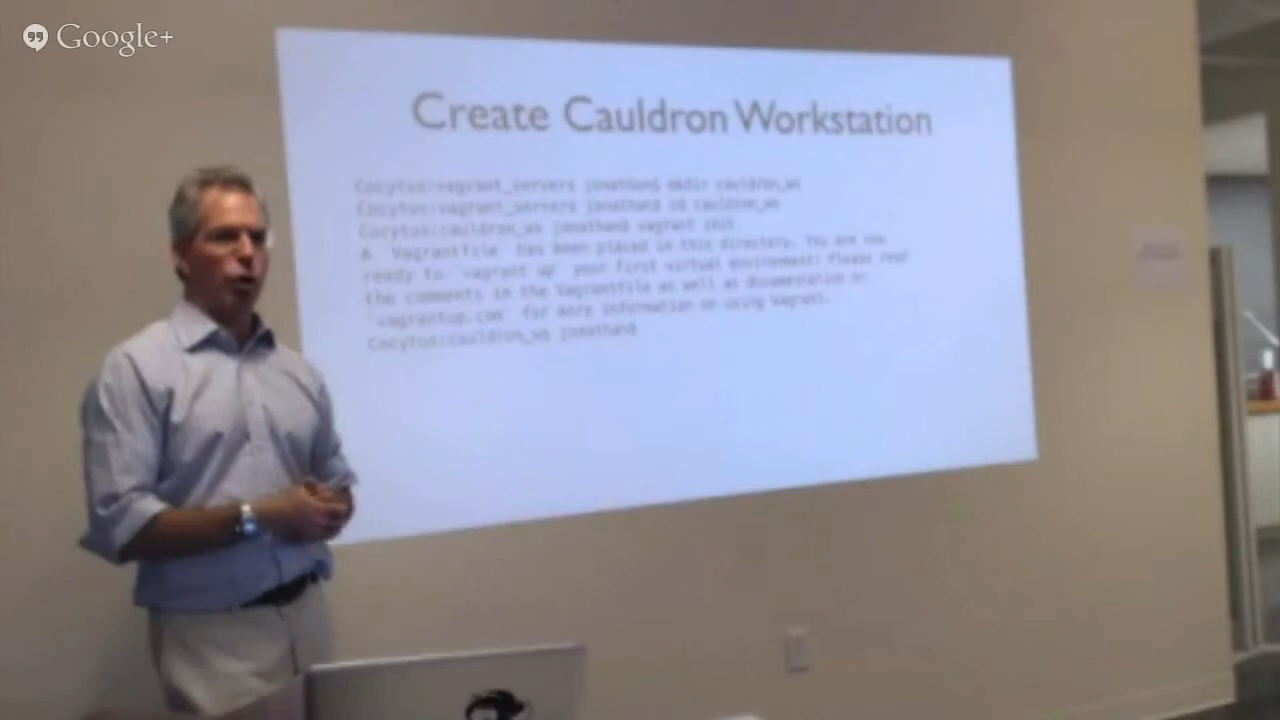 Google+
Create Cauldron Workstation
Cocytus:vagrant_servers jonathan$ mkdir cauldron_ws
Cocytus:vagrant_servers jonathan$ cd cauldron_ws
Cocytus:cauldron_ws jonathan$ vagrant init
A `Vagrantfile` has been placed in this directory. You are now
ready to `vagrant up` your first virtual environment! Please read
the comments in the Vagrantfile as well as documentation on
`vagrantup.com` for more information on using Vagrant.
Cocytus:cauldron_ws jonathan$